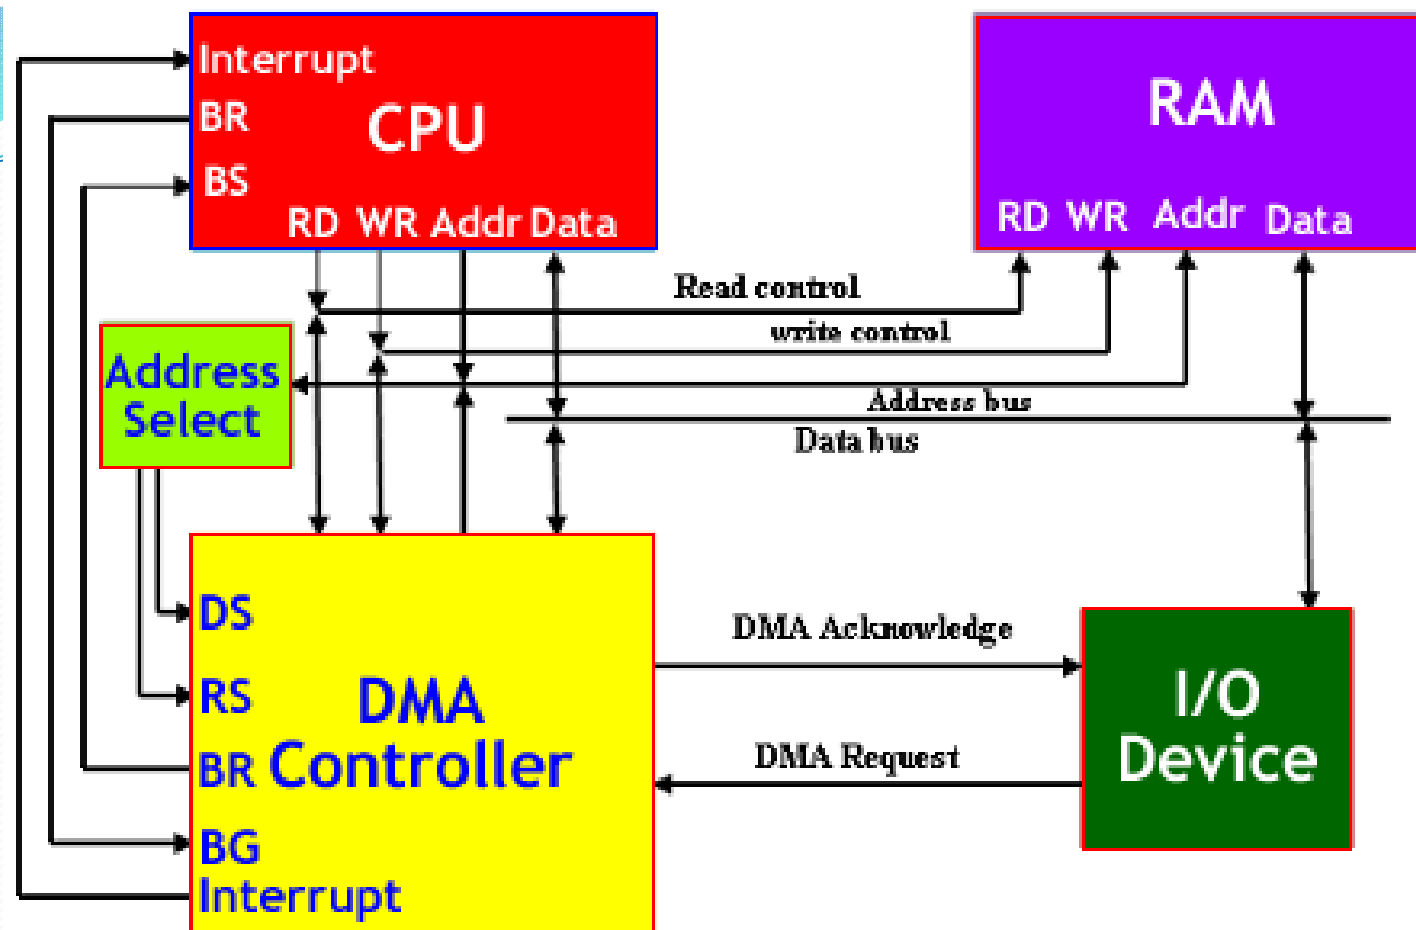 Interrupt
BR
CPU
BS
RD WR Addr Data
RAM
RD WR Addr Data
Read control
write control
Address
Select
Address bus
Data bus
DS
RS
DMA
BR Controller
BG
Interrupt
DMA Acknowledge
DMA Request
I/O
Device